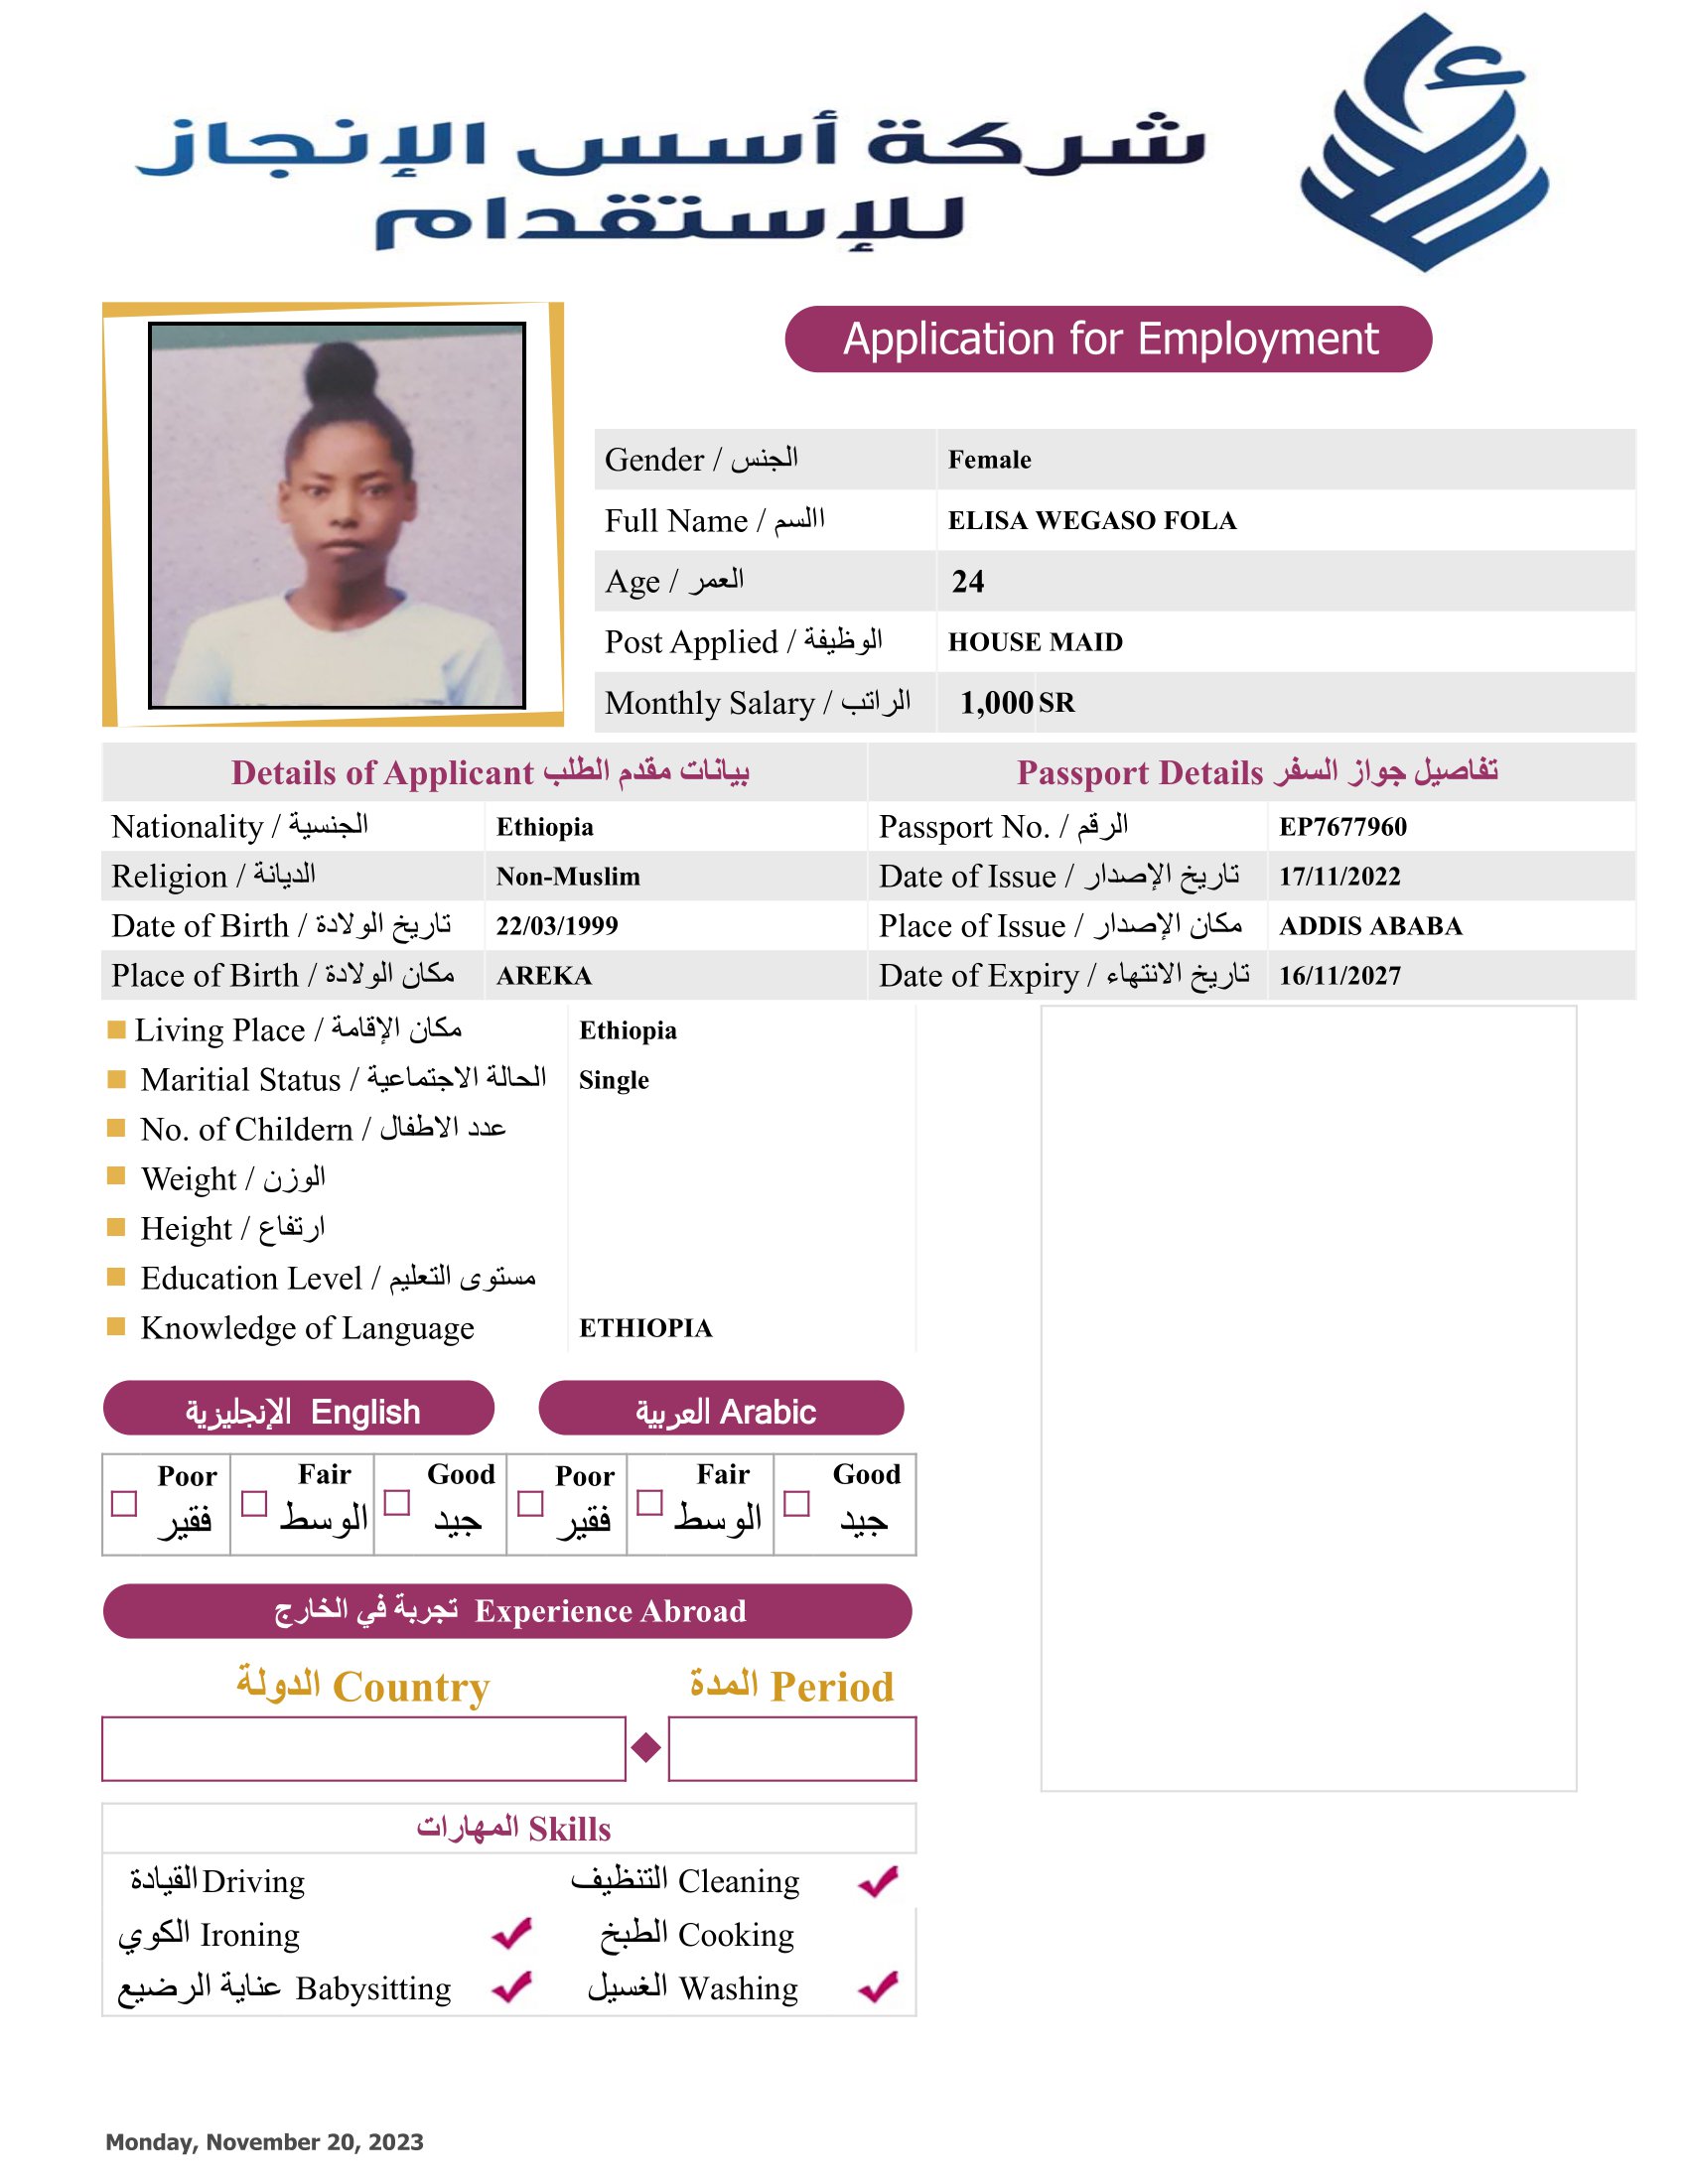 شركة أسس الإنجاز
للإستقدام
Application for Employment
Gender / الجنس Female
Full Name / االسم ELISA WEGASO FOLA
Age / العمر 24
Post Applied / الوظيفة HOUSE MAID
Monthly Salary / الراتب 1,000 SR
Details of Applicant بيانات مقدم الطلب
Passport Details تفاصيل جواز السفر
Nationality / الجنسية Ethiopia
Passport No. / الرقم EP7677960
Religion / الديانة Non-Muslim
Date of Issue / تاريخ الإصدار 17/11/2022
Date of Birth / تاريخ الولادة 22/03/1999
Place of Issue / مكان الإصدار ADDIS ABABA
Place of Birth / مكان الولادة AREKA
Date of Expiry / تاريخ الانتهاء 16/11/2027
Living Place / مكان الإقامة Ethiopia
Maritial Status / الحالة الاجتماعية Single
No. of Childern / عدد الاطفال
Weight / الوزن
Height / ارتفاع
Education Level / مستوى التعليم
Knowledge of Language ETHIOPIA
الإنجليزية English
العربية Arabic
Poor Fair Good Poor Fair Good
فقير الوسط جيد فقير الوسط جيد
تجربة في الخارج Experience Abroad
الدولة Country المدة Period
المهارات Skills
القيادة Driving التنظيف Cleaning
الكوي Ironing الطبخ Cooking
عناية الرضيع Babysitting الغسيل Washing
Monday, November 20, 2023